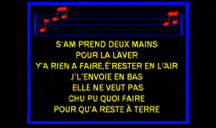 S'AM PREND DEUX MAINS
POUR LA LAVER
Y'A RIEN A FAIRE,É'RESTER EN L'AIR
J'L'ENVOIE EN BAS
ELLE NE VEUT PAS
CHU PU QUOI FAIRE
POUR QU'A RESTE À TERRE